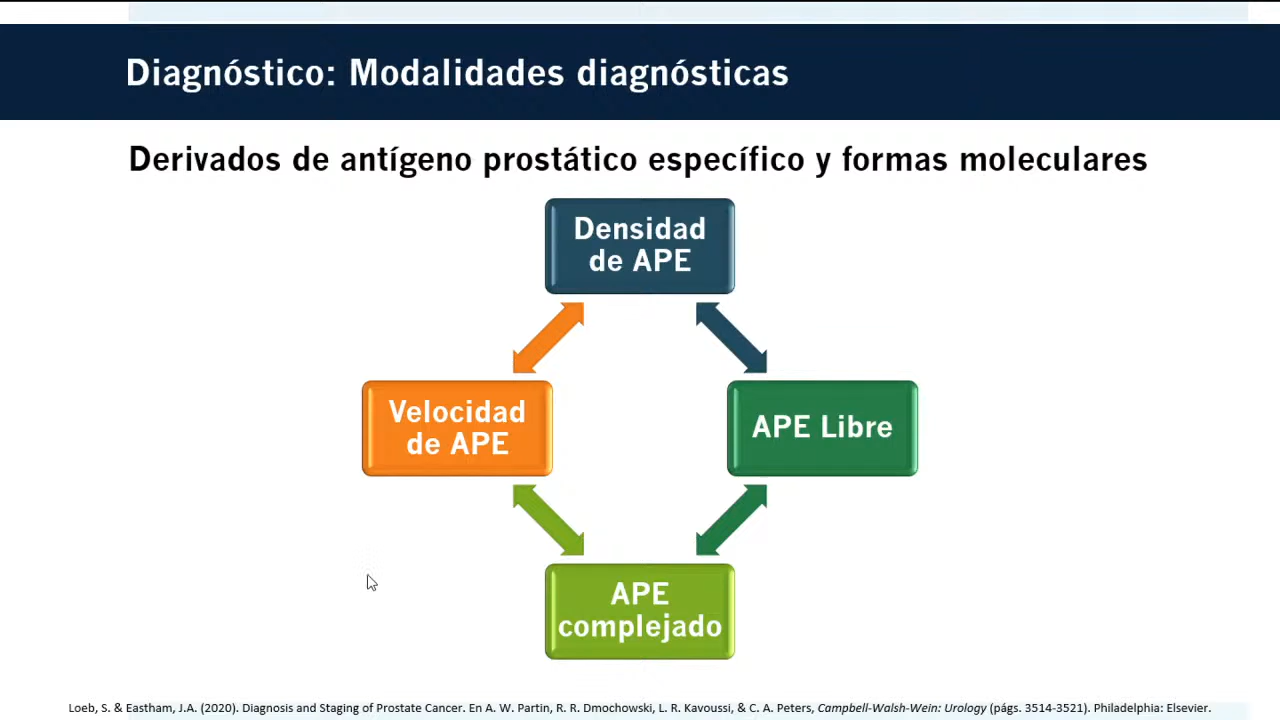 Diagnóstico: Modalidades diagnósticas
Derivados de antígeno prostático específico y formas moleculares
Densidad
de APE
Velocidad
de APE
APE Libre
APE
complejado
Loeb, S. & Eastham, J.A. (2020). Diagnosis and Staging of Prostate Cancer. En A. W. Partin, R. R. Dmochowski, L. R. Kavoussi, & C. A. Peters, Campbell-Walsh-Wein: Urology (págs. 3514-3521). Philadelphia: Elsevier.